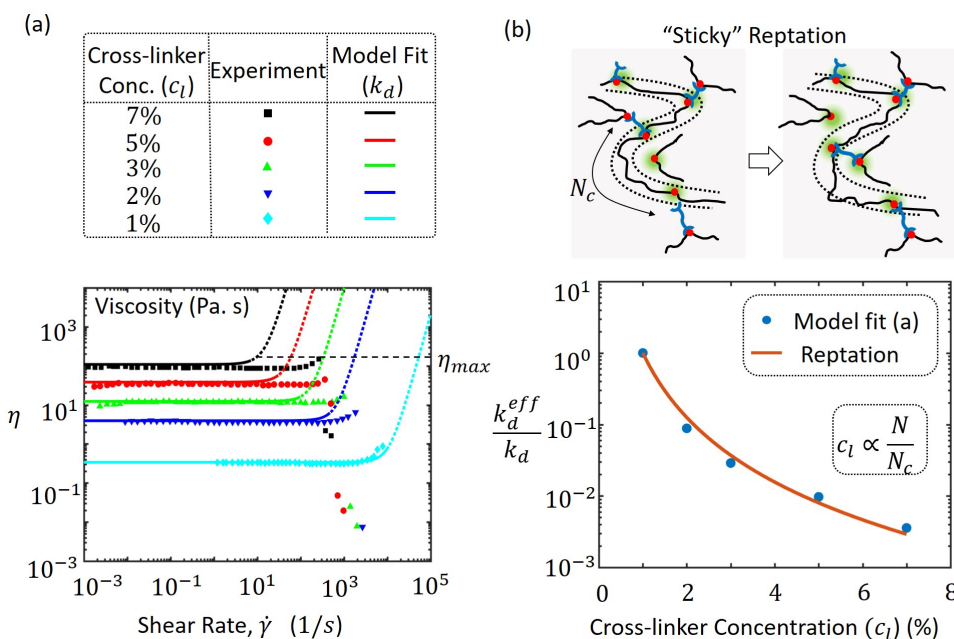 (a)
Cross-linker Conc. (c_l) Experiment Model Fit (k_d)
7%
5%
3%
2%
1%
Viscosity (Pa. s)
η_max
η
10^3
10^1
10^-1
10^-3
10^-3 10^-1 10^1 10^3 10^5
Shear Rate, γ̇ (1/s)
(b)
“Sticky” Reptation
N_c
10^1
10^0
10^-1
10^-2
10^-3
k_d^eff / k_d
Model fit (a)
Reptation
c_l ∝ N / N_c
0 2 4 6 8
Cross-linker Concentration (c_l) (%)